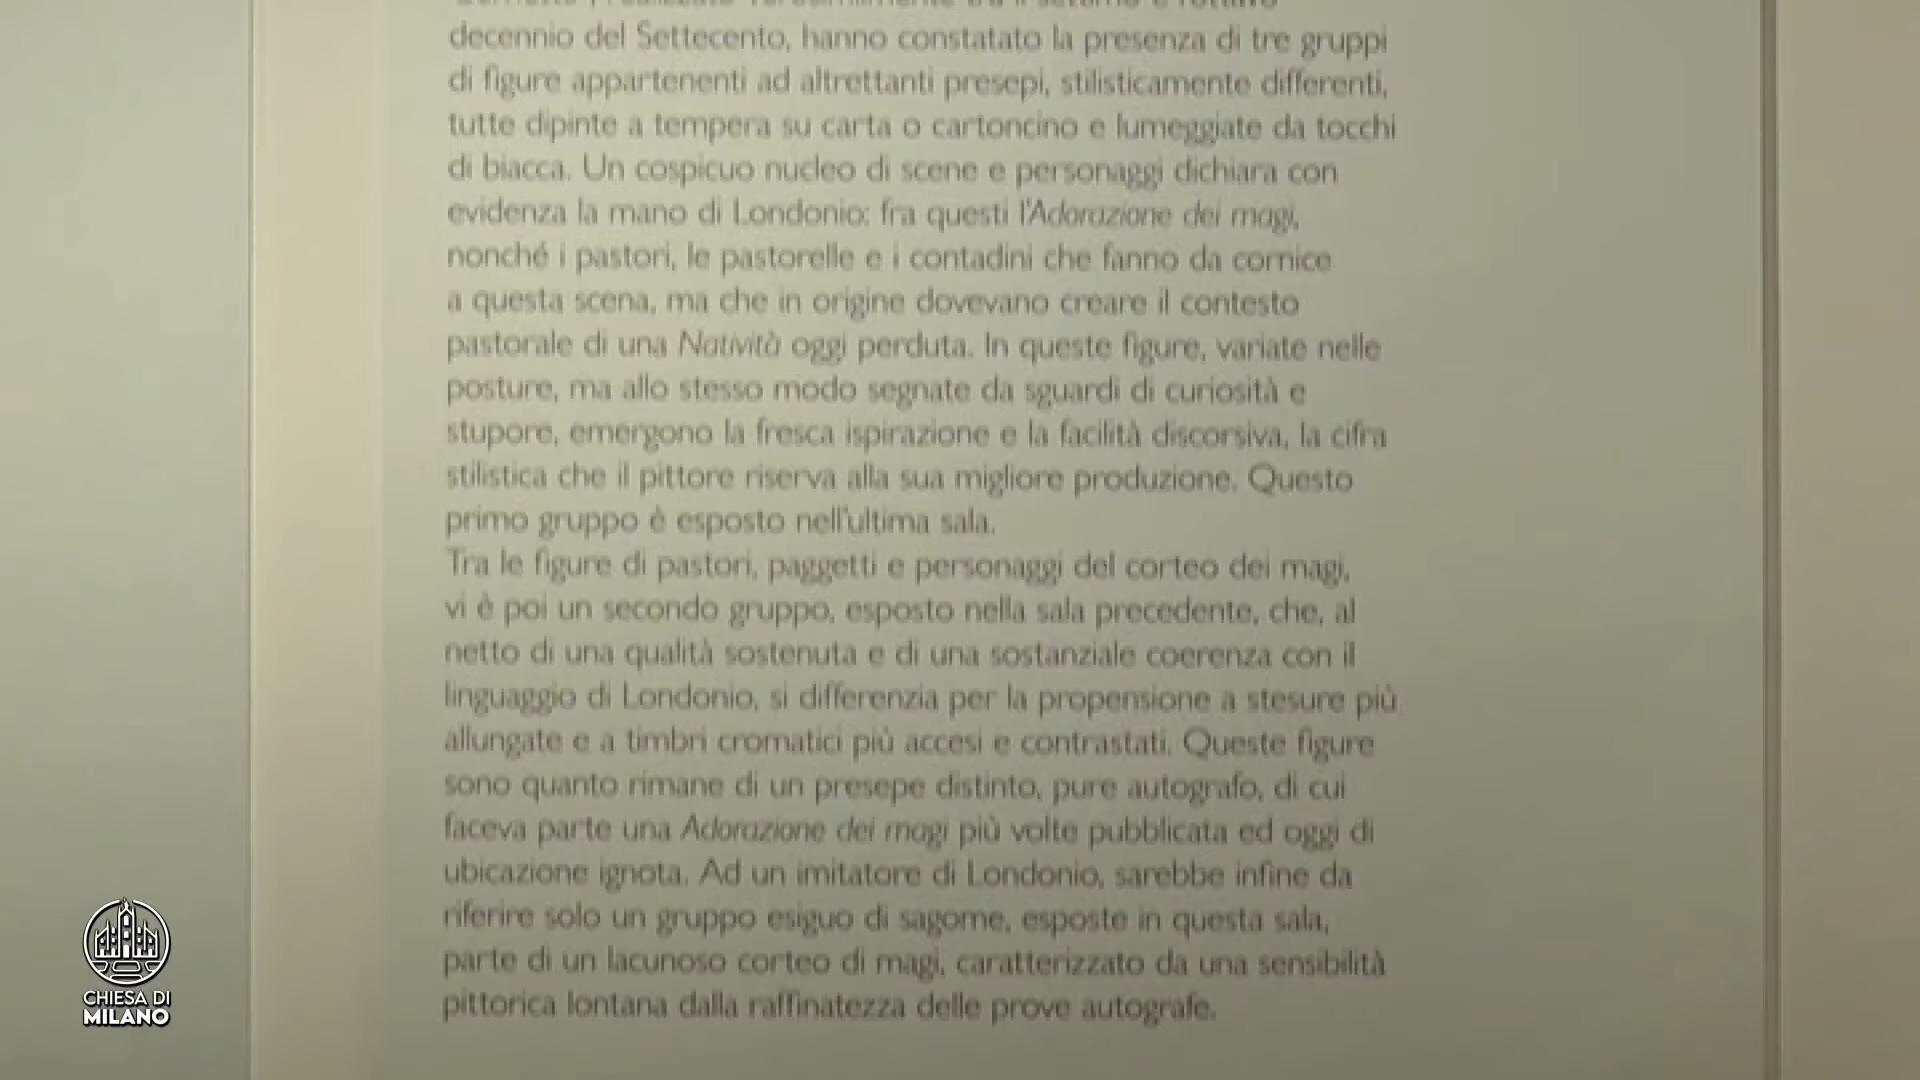 decennio del Settecento, hanno constatato la presenza di tre gruppi
di figure appartenenti ad altrettanti presepi, stilisticamente differenti,
tutte dipinte a tempera su carta o cartoncino e lumeggiate da tocchi
di biacca. Un cospicuo nucleo di scene e personaggi dichiara con
evidenza la mano di Londonio: fra questi l'Adorazione dei magi,
nonché i pastori, le pastorelle e i contadini che fanno da cornice
a questa scena, ma che in origine dovevano creare il contesto
pastorale di una Natività oggi perduta. In queste figure, variate nelle
posture, ma allo stesso modo segnate da sguardi di curiosità e
stupore, emergono la fresca ispirazione e la facilità discorsiva, la cifra
stilistica che il pittore riserva alla sua migliore produzione. Questo
primo gruppo è esposto nell'ultima sala.
Tra le figure di pastori, paggetti e personaggi del corteo dei magi,
vi è poi un secondo gruppo, esposto nella sala precedente, che, al
netto di una qualità sostenuta e di una sostanziale coerenza con il
linguaggio di Londonio, si differenzia per la propensione a stesure più
allungate e a timbri cromatici più accesi e contrastati. Queste figure
sono quanto rimane di un presepe distinto, pure autografo, di cui
faceva parte una Adorazione dei magi più volte pubblicata ed oggi di
ubicazione ignota. Ad un imitatore di Londonio, sarebbe infine da
riferire solo un gruppo esiguo di sagome, esposte in questa sala,
parte di un lacunoso corteo di magi, caratterizzato da una sensibilità
pittorica lontana dalla raffinatezza delle prove autografe.
CHIESA DI
MILANO